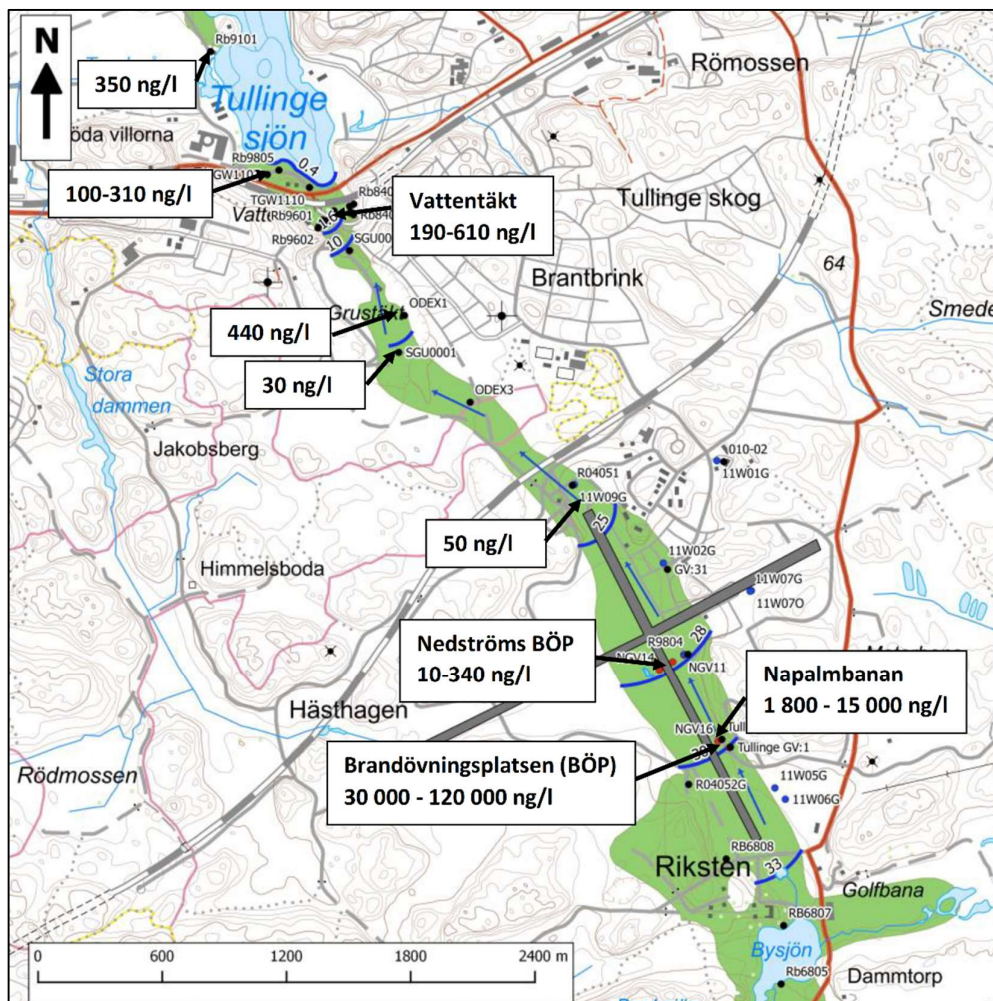 N
Rb9101
350 ng/l
Tullinge
sjön
Römossen
öda villorna
Rb9805
0.4
100-310 ng/l
TGW1110
Rb840
Vattentäkt
190-610 ng/l
Rb9601
Rb840
Rb9602
10
SGU00
Tullinge skog
Brantbrink
64
Smede
440 ng/l
Grustäkt
ODEX1
30 ng/l
SGU0001
ODEX3
Stora
dammen
Jakobsberg
010-02
11W01G
R04051
11W09G
25
50 ng/l
11W02G
GV:31
Himmelsboda
11W07G
11W07O
R9804
28
Nedströms BÖP
10-340 ng/l
NGV14
NGV11
Napalmbanan
1 800 - 15 000 ng/l
Hästhagen
NGV16
Tull
Tullinge GV:1
Rödmossen
Brandövningsplatsen (BÖP)
30 000 - 120 000 ng/l
R04052G
11W05G
11W06G
RB6808
Riksten
33
Golfbana
RB6807
Bysjön
Rb6805
Dammtorp
0
600
1200
1800
2400 m